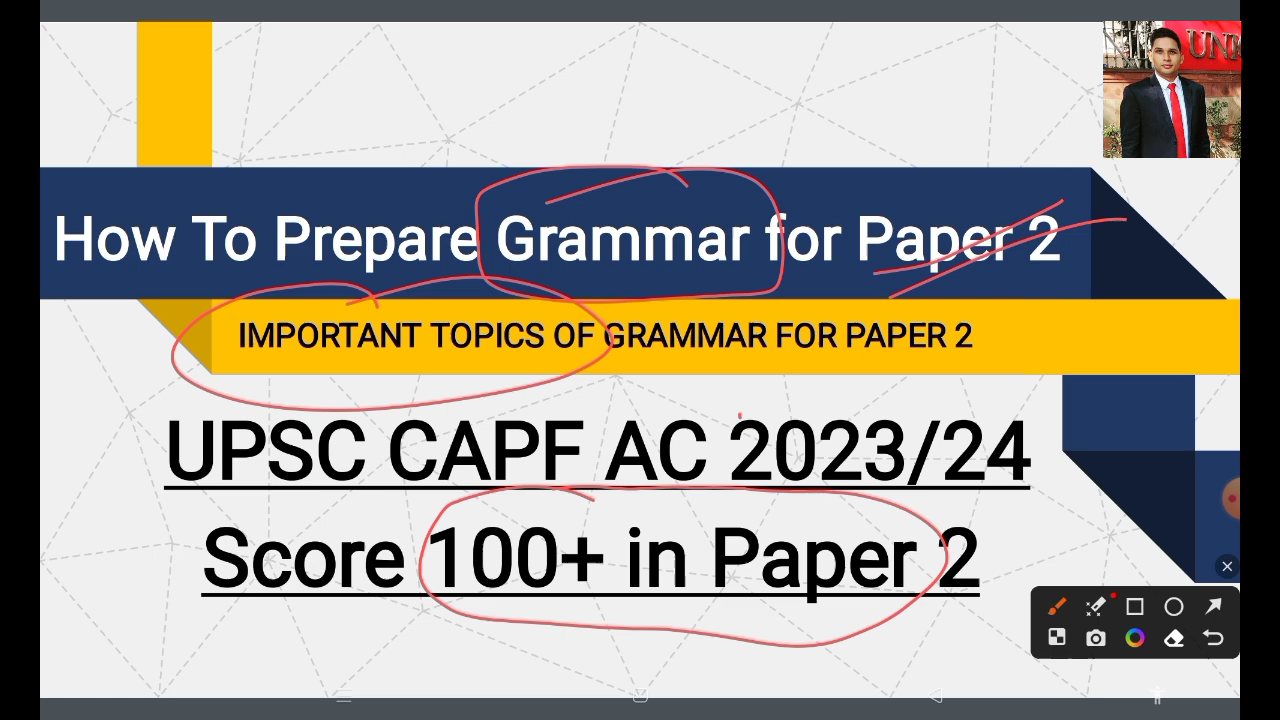 How To Prepare Grammar for Paper 2
IMPORTANT TOPICS OF GRAMMAR FOR PAPER 2
UPSC CAPF AC 2023/24
Score 100+ in Paper 2